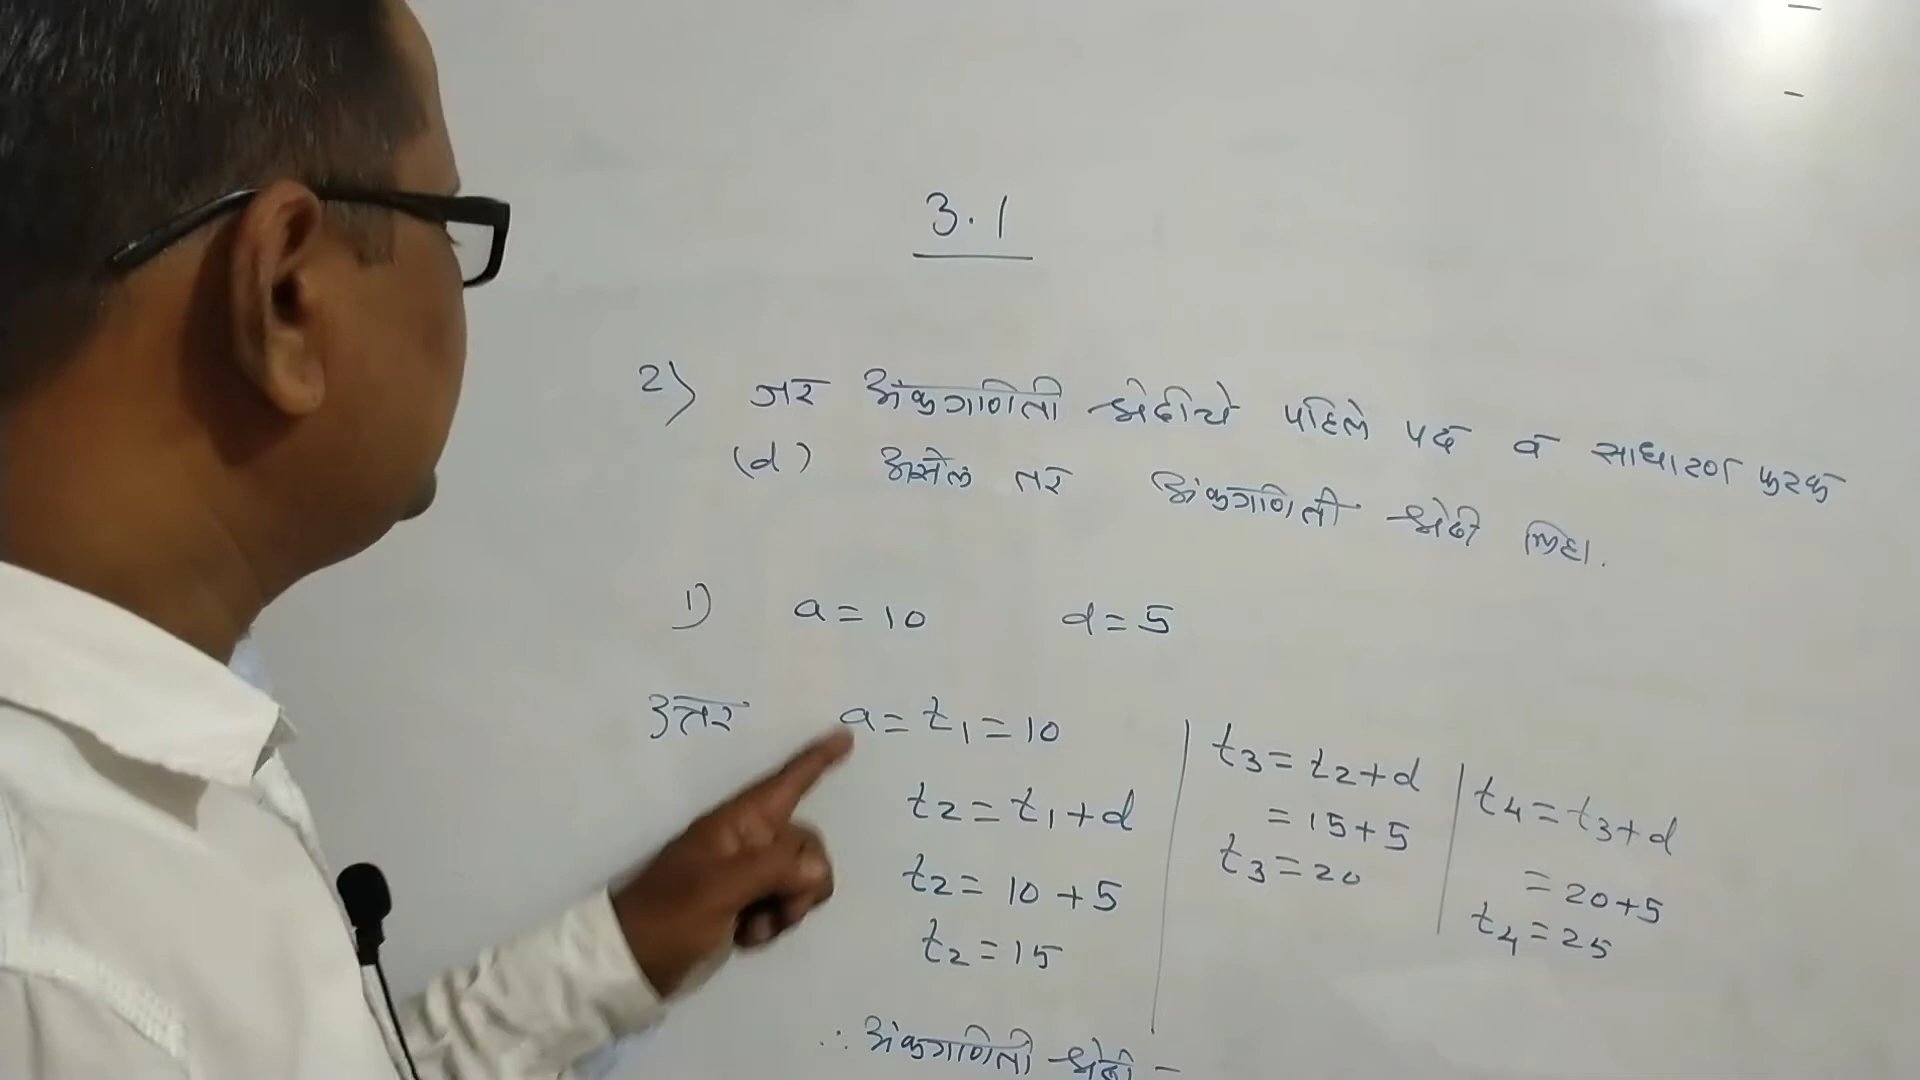 3.1
2) जर अंकगणिती श्रेढीचे पहिले पद व साधारण फरक
(d) असेल तर अंकगणिती श्रेढी लिहा.
1) a = 10 d = 5
उत्तर a = t1 = 10
t2 = t1 + d
t2 = 10 + 5
t2 = 15
t3 = t2 + d
= 15 + 5
t3 = 20
t4 = t3 + d
= 20 + 5
t4 = 25
∴ अंकगणिती श्रेढी -